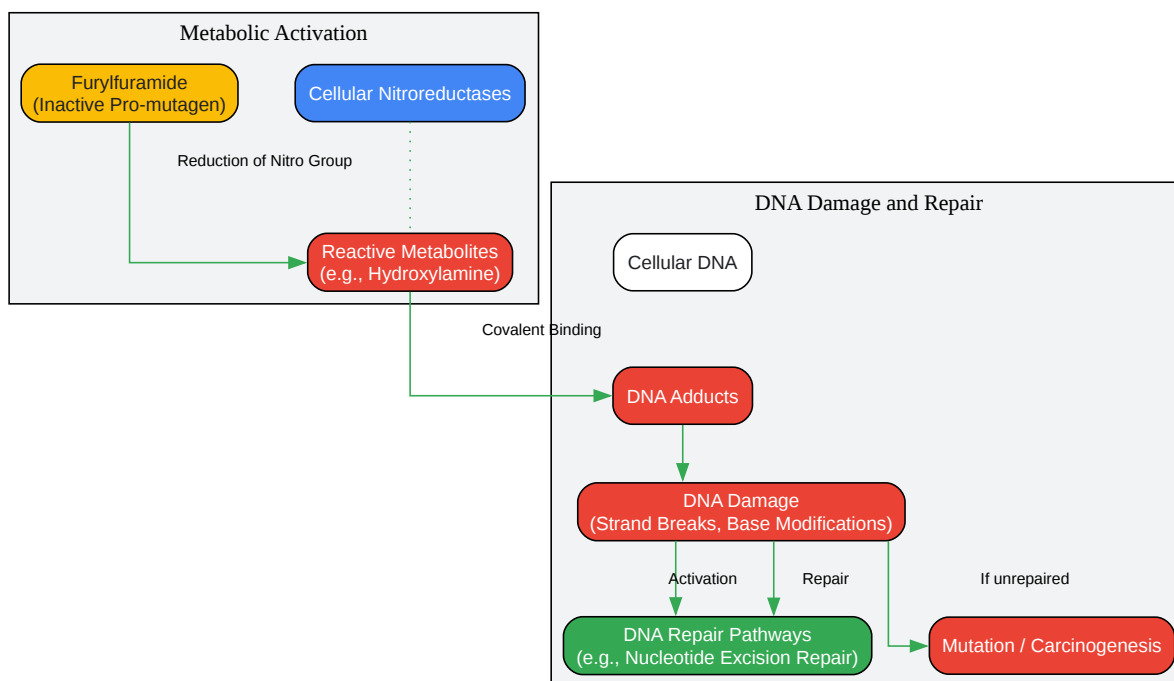 Metabolic Activation
Furylfuramide
(Inactive Pro-mutagen)
Cellular Nitroreductases
Reduction of Nitro Group
Reactive Metabolites
(e.g., Hydroxylamine)
DNA Damage and Repair
Cellular DNA
Covalent Binding
DNA Adducts
DNA Damage
(Strand Breaks, Base Modifications)
Activation
Repair
If unrepaired
DNA Repair Pathways
(e.g., Nucleotide Excision Repair)
Mutation / Carcinogenesis